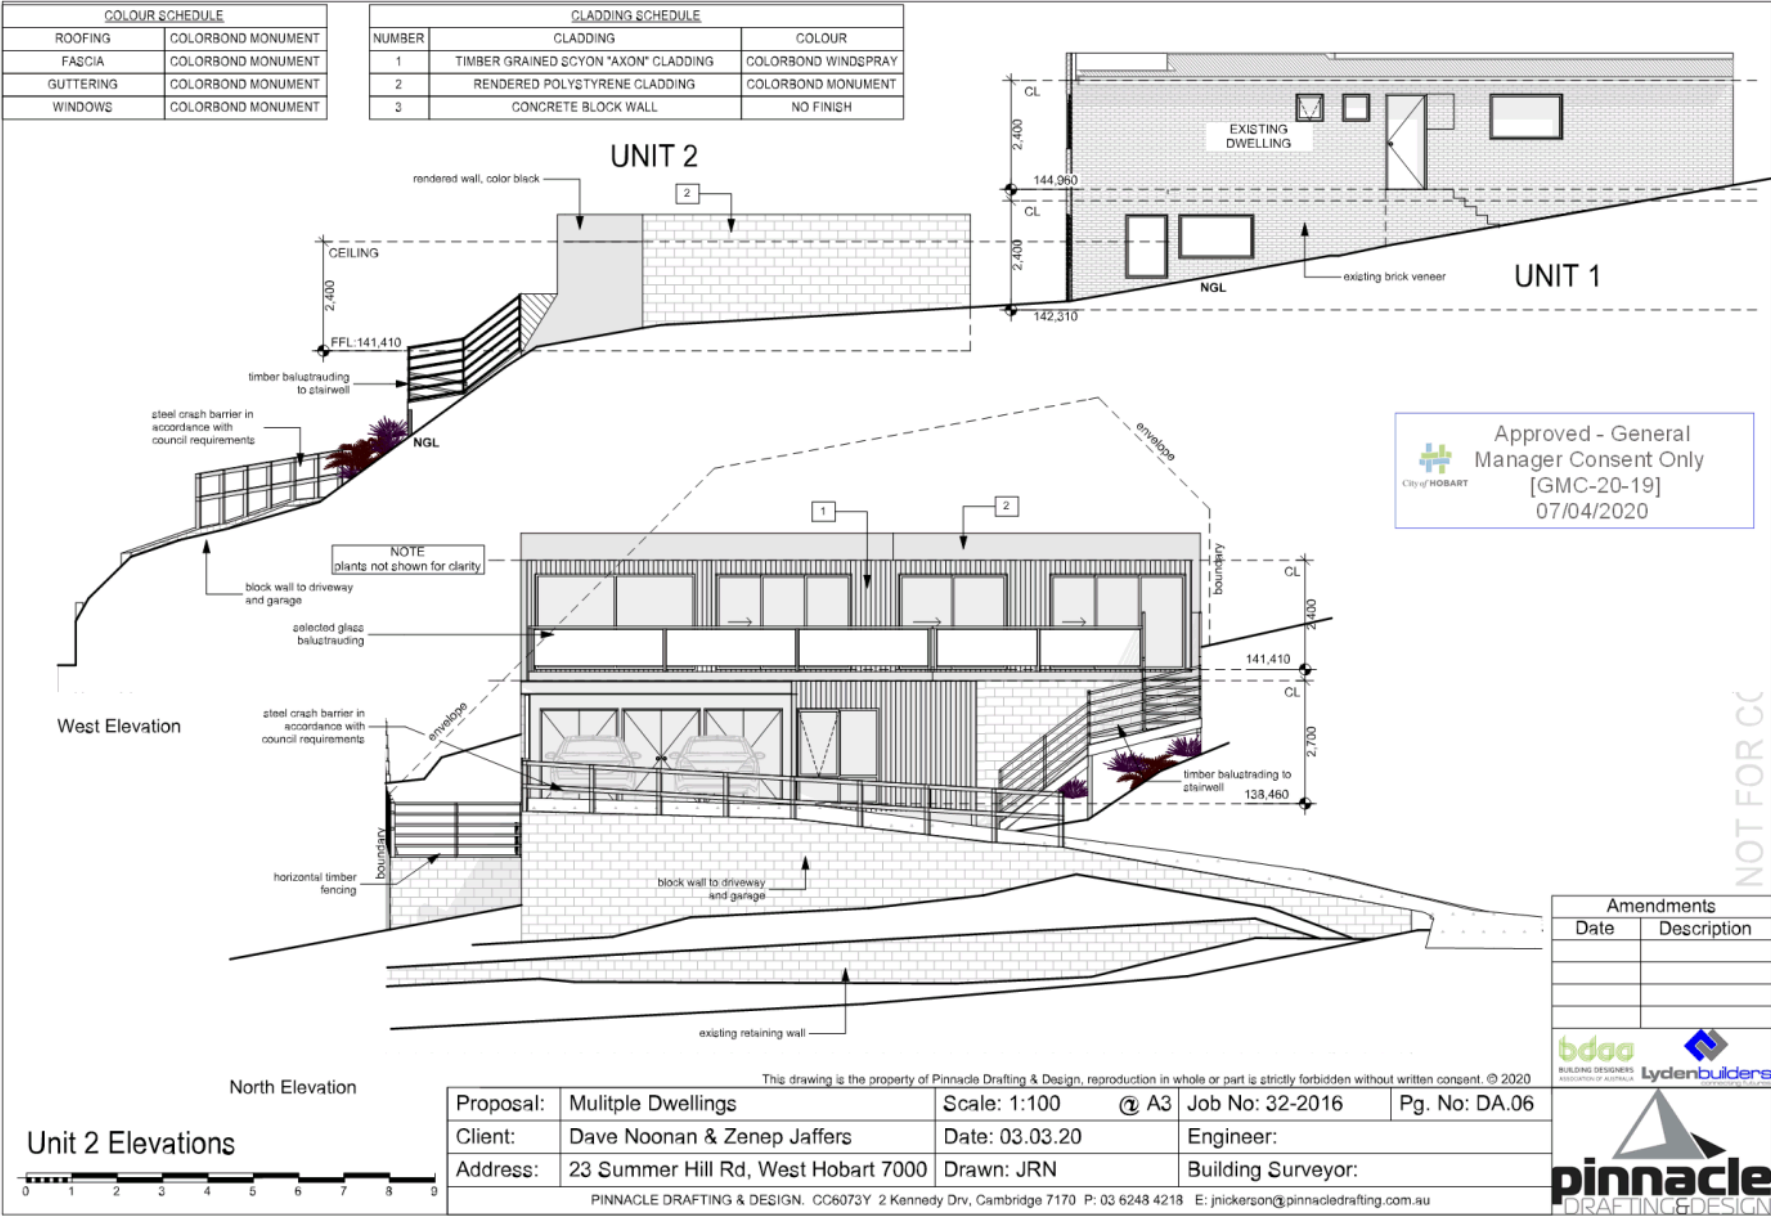 COLOUR SCHEDULE
ROOFING COLORBOND MONUMENT
FASCIA COLORBOND MONUMENT
GUTTERING COLORBOND MONUMENT
WINDOWS COLORBOND MONUMENT
CLADDING SCHEDULE
NUMBER CLADDING COLOUR
1 TIMBER GRAINED SCYON "AXON" CLADDING COLORBOND WINDSPRAY
2 RENDERED POLYSTYRENE CLADDING COLORBOND MONUMENT
3 CONCRETE BLOCK WALL NO FINISH
UNIT 2
rendered wall, color black
2
CEILING
2,400
FFL:141,410
timber balustrauding
to stairwell
steel crash barrier in
accordance with
council requirements
NGL
block wall to driveway
and garage
West Elevation
CL
2,400
144,960
CL
2,400
142,310
EXISTING
DWELLING
existing brick veneer
NGL
UNIT 1
Approved - General
Manager Consent Only
[GMC-20-19]
07/04/2020
City of HOBART
envelope
1
2
NOTE
plants not shown for clarity
boundary
CL
2,400
141,410
CL
2,700
138,460
selected glass
balustrauding
steel crash barrier in
accordance with
council requirements
envelope
timber balustrading to
stairwell
boundary
horizontal timber
fencing
block wall to driveway
and garage
existing retaining wall
North Elevation
NOT FOR CC
Amendments
Date Description
bdaa
BUILDING DESIGNERS
ASSOCIATION OF AUSTRALIA
Lydenbuilders
connecting futures
This drawing is the property of Pinnacle Drafting & Design, reproduction in whole or part is strictly forbidden without written consent. © 2020
Unit 2 Elevations
0 1 2 3 4 5 6 7 8 9
Proposal: Mulitple Dwellings Scale: 1:100 @ A3 Job No: 32-2016 Pg. No: DA.06
Client: Dave Noonan & Zenep Jaffers Date: 03.03.20 Engineer:
Address: 23 Summer Hill Rd, West Hobart 7000 Drawn: JRN Building Surveyor:
PINNACLE DRAFTING & DESIGN. CC6073Y 2 Kennedy Drv, Cambridge 7170 P: 03 6248 4218 E: jnickerson@pinnacledrafting.com.au
pinnacle
DRAFTING&DESIGN